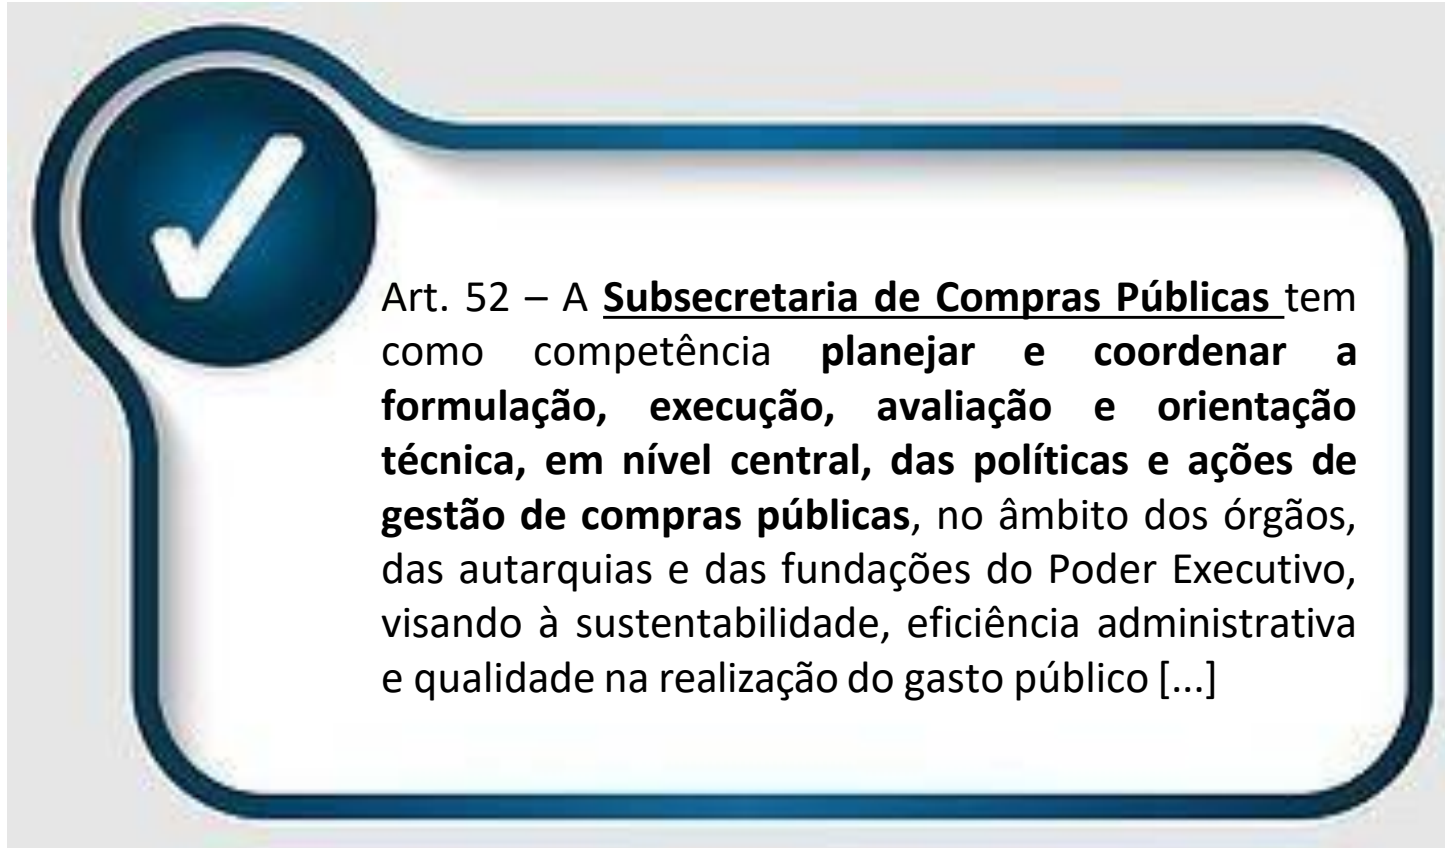 Art. 52 – A Subsecretaria de Compras Públicas tem
como competência planejar e coordenar a
formulação, execução, avaliação e orientação
técnica, em nível central, das políticas e ações de
gestão de compras públicas, no âmbito dos órgãos,
das autarquias e das fundações do Poder Executivo,
visando à sustentabilidade, eficiência administrativa
e qualidade na realização do gasto público [...]